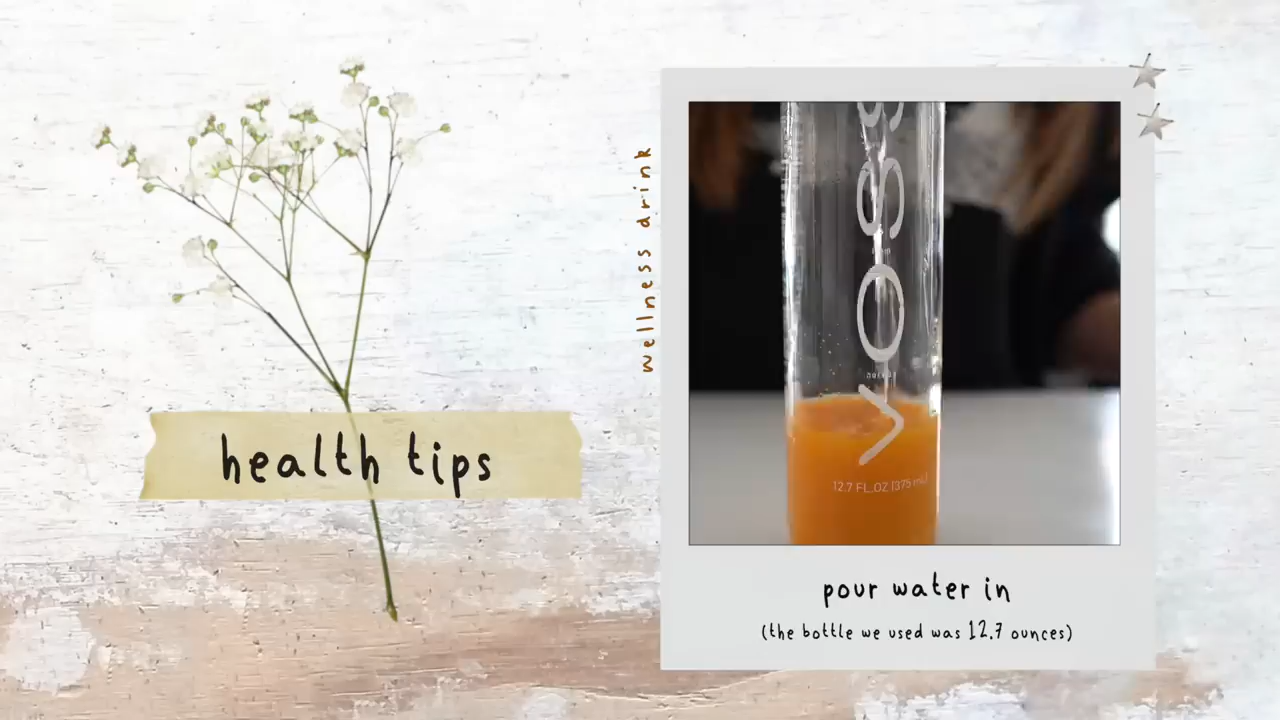 health tips
wellness drink
VOSS
12.7 FL.OZ (375 mL)
pour water in
(the bottle we used was 12.7 ounces)